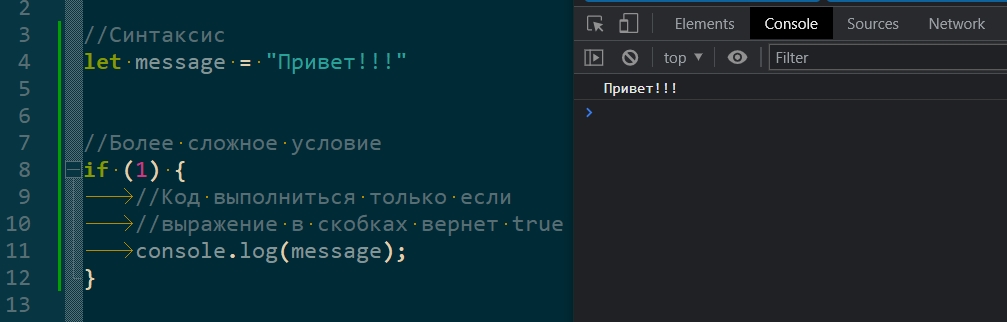 2
3 //Синтаксис
4 let message = "Привет!!!"
5
6
7 //Более сложное условие
8 if (1) {
9 //Код выполниться только если
10 //выражение в скобках вернет true
11 console.log(message);
12 }
13
Elements Console Sources Network
top Filter
Привет!!!